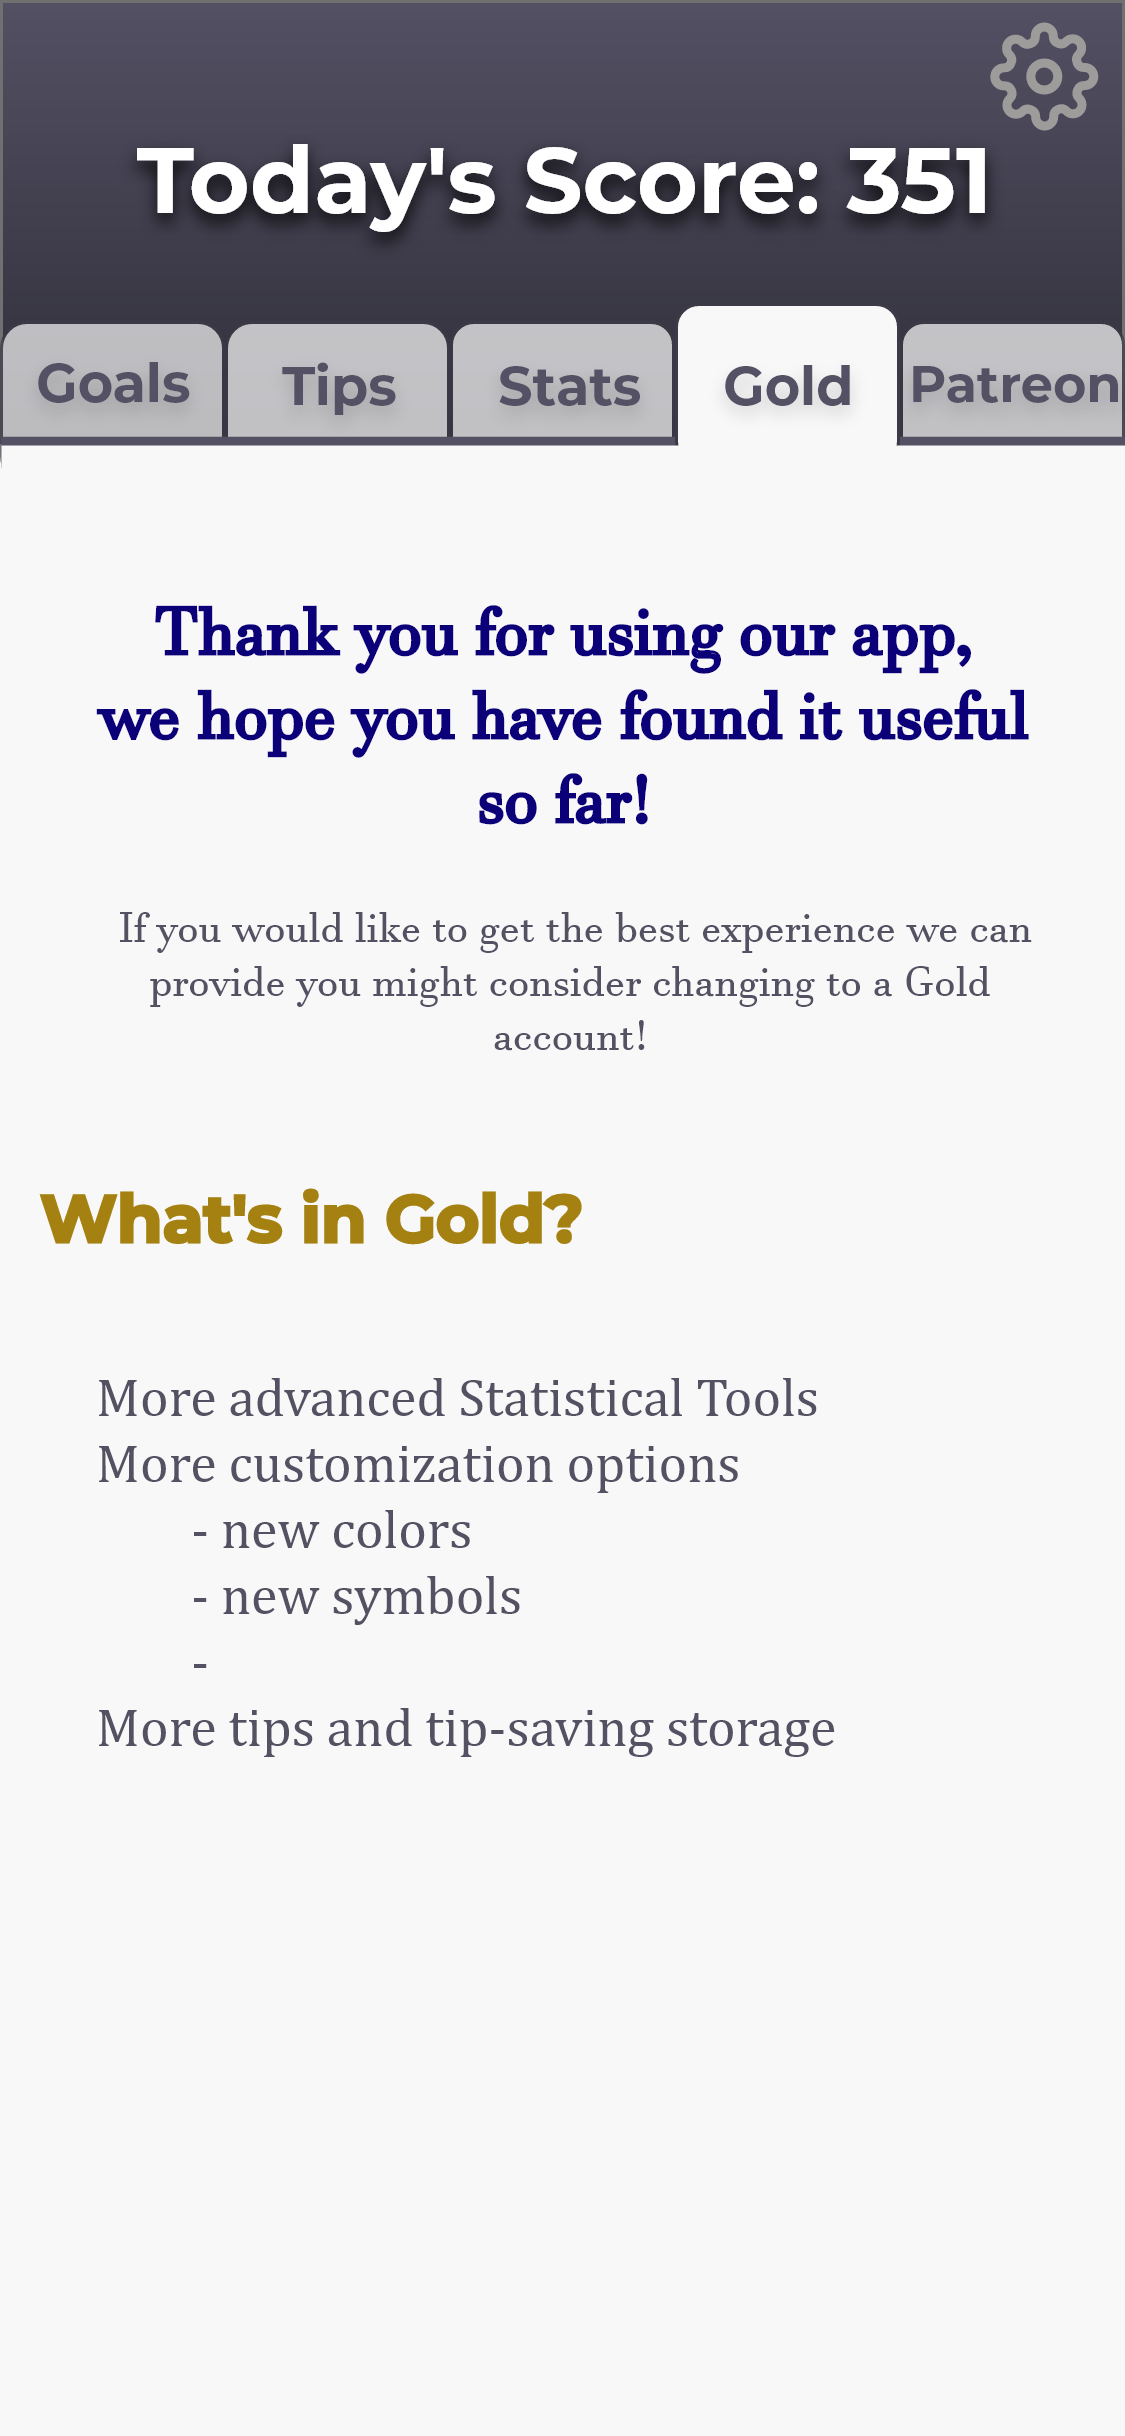 Today's Score: 351
Goals Tips Stats Gold Patreon
Thank you for using our app,
we hope you have found it useful
so far!
If you would like to get the best experience we can
provide you might consider changing to a Gold
account!
What's in Gold?
More advanced Statistical Tools
More customization options
- new colors
- new symbols
-
More tips and tip-saving storage